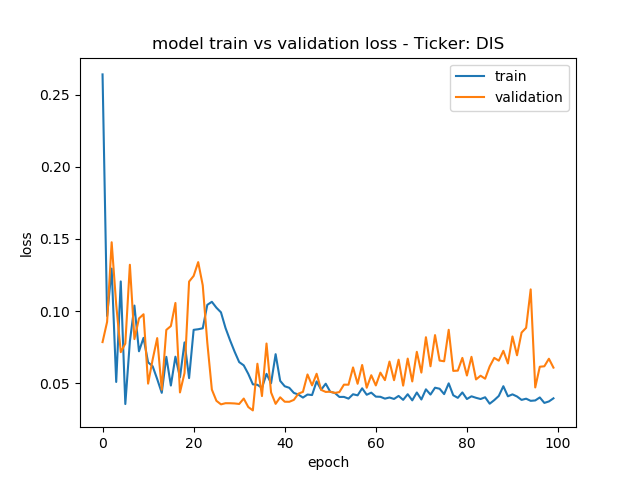 model train vs validation loss - Ticker: DIS
train
validation
0.25
0.20
0.15
0.10
0.05
loss
0 20 40 60 80 100
epoch